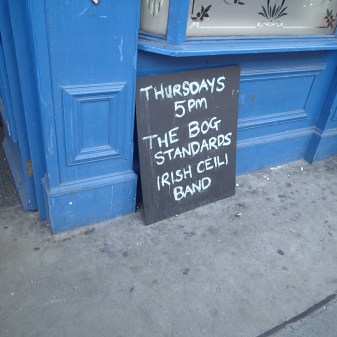 THURSDAYS
5PM
THE BOG
STANDARDS
IRISH CEILI
BAND